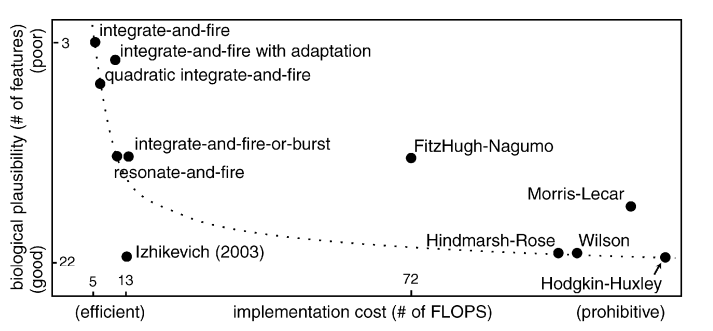 integrate-and-fire
3
integrate-and-fire with adaptation
quadratic integrate-and-fire
integrate-and-fire-or-burst
FitzHugh-Nagumo
resonate-and-fire
Morris-Lecar
Hindmarsh-Rose
Wilson
Izhikevich (2003)
22
Hodgkin-Huxley
5
13
72
(efficient)
implementation cost (# of FLOPS)
(prohibitive)
biological plausibility (# of features)
(good)
(poor)